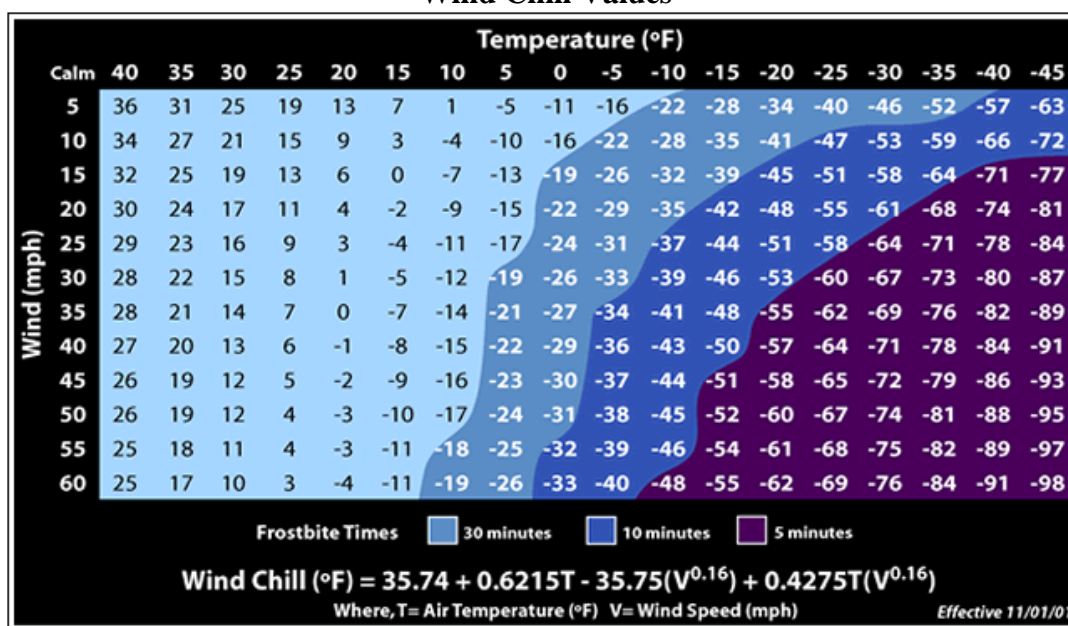 Wind Chill Values
Temperature (ºF)
Calm 40 35 30 25 20 15 10 5 0 -5 -10 -15 -20 -25 -30 -35 -40 -45
Wind (mph)
5 36 31 25 19 13 7 1 -5 -11 -16 -22 -28 -34 -40 -46 -52 -57 -63
10 34 27 21 15 9 3 -4 -10 -16 -22 -28 -35 -41 -47 -53 -59 -66 -72
15 32 25 19 13 6 0 -7 -13 -19 -26 -32 -39 -45 -51 -58 -64 -71 -77
20 30 24 17 11 4 -2 -9 -15 -22 -29 -35 -42 -48 -55 -61 -68 -74 -81
25 29 23 16 9 3 -4 -11 -17 -24 -31 -37 -44 -51 -58 -64 -71 -78 -84
30 28 22 15 8 1 -5 -12 -19 -26 -33 -39 -46 -53 -60 -67 -73 -80 -87
35 28 21 14 7 0 -7 -14 -21 -27 -34 -41 -48 -55 -62 -69 -76 -82 -89
40 27 20 13 6 -1 -8 -15 -22 -29 -36 -43 -50 -57 -64 -71 -78 -84 -91
45 26 19 12 5 -2 -9 -16 -23 -30 -37 -44 -51 -58 -65 -72 -79 -86 -93
50 26 19 12 4 -3 -10 -17 -24 -31 -38 -45 -52 -60 -67 -74 -81 -88 -95
55 25 18 11 4 -3 -11 -18 -25 -32 -39 -46 -54 -61 -68 -75 -82 -89 -97
60 25 17 10 3 -4 -11 -19 -26 -33 -40 -48 -55 -62 -69 -76 -84 -91 -98
Frostbite Times 30 minutes 10 minutes 5 minutes
Wind Chill (ºF) = 35.74 + 0.6215T - 35.75(V^0.16) + 0.4275T(V^0.16)
Where, T= Air Temperature (ºF) V= Wind Speed (mph) Effective 11/01/01